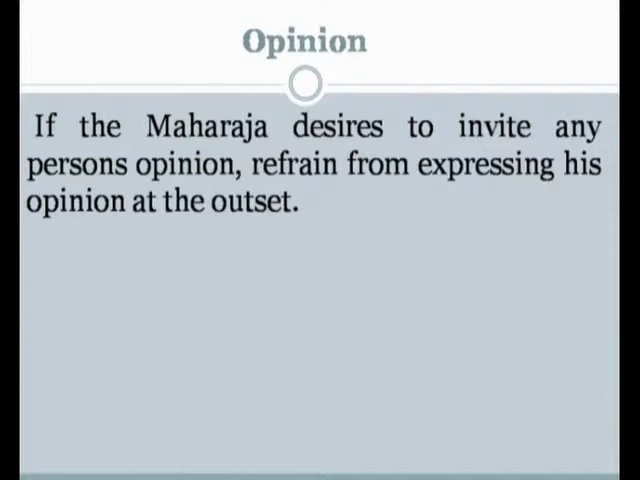 Opinion
If the Maharaja desires to invite any
persons opinion, refrain from expressing his
opinion at the outset.